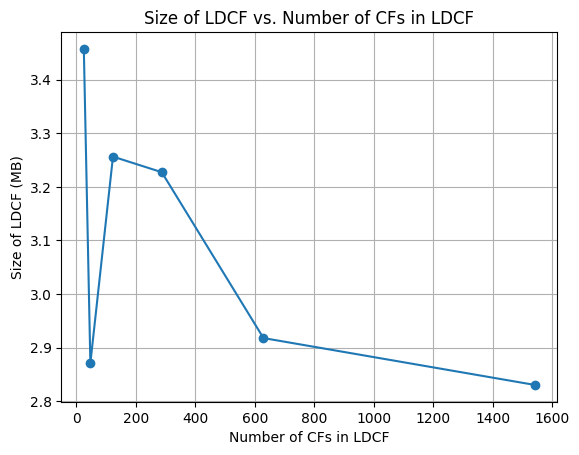 Size of LDCF vs. Number of CFs in LDCF
Size of LDCF (MB)
3.4
3.3
3.2
3.1
3.0
2.9
2.8
0 200 400 600 800 1000 1200 1400 1600
Number of CFs in LDCF